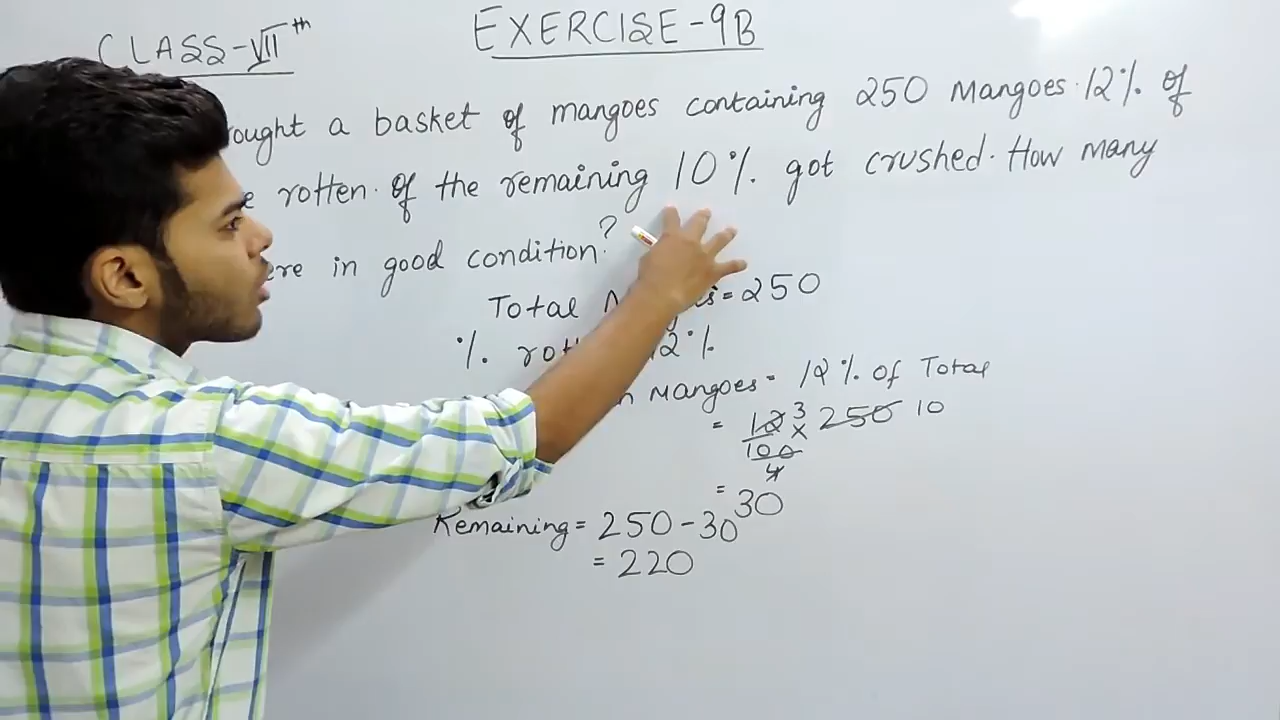 CLASS-VIIth
EXERCISE-9B
rought a basket of mangoes containing 250 Mangoes. 12% of
e rotten. Of the remaining 10% got crushed. How many
ere in good condition?
Total = 250
% 12%
Mangoes = 12% of Total
= 12 3 × 250 10
100
4
= 30
Remaining = 250 - 30
= 220